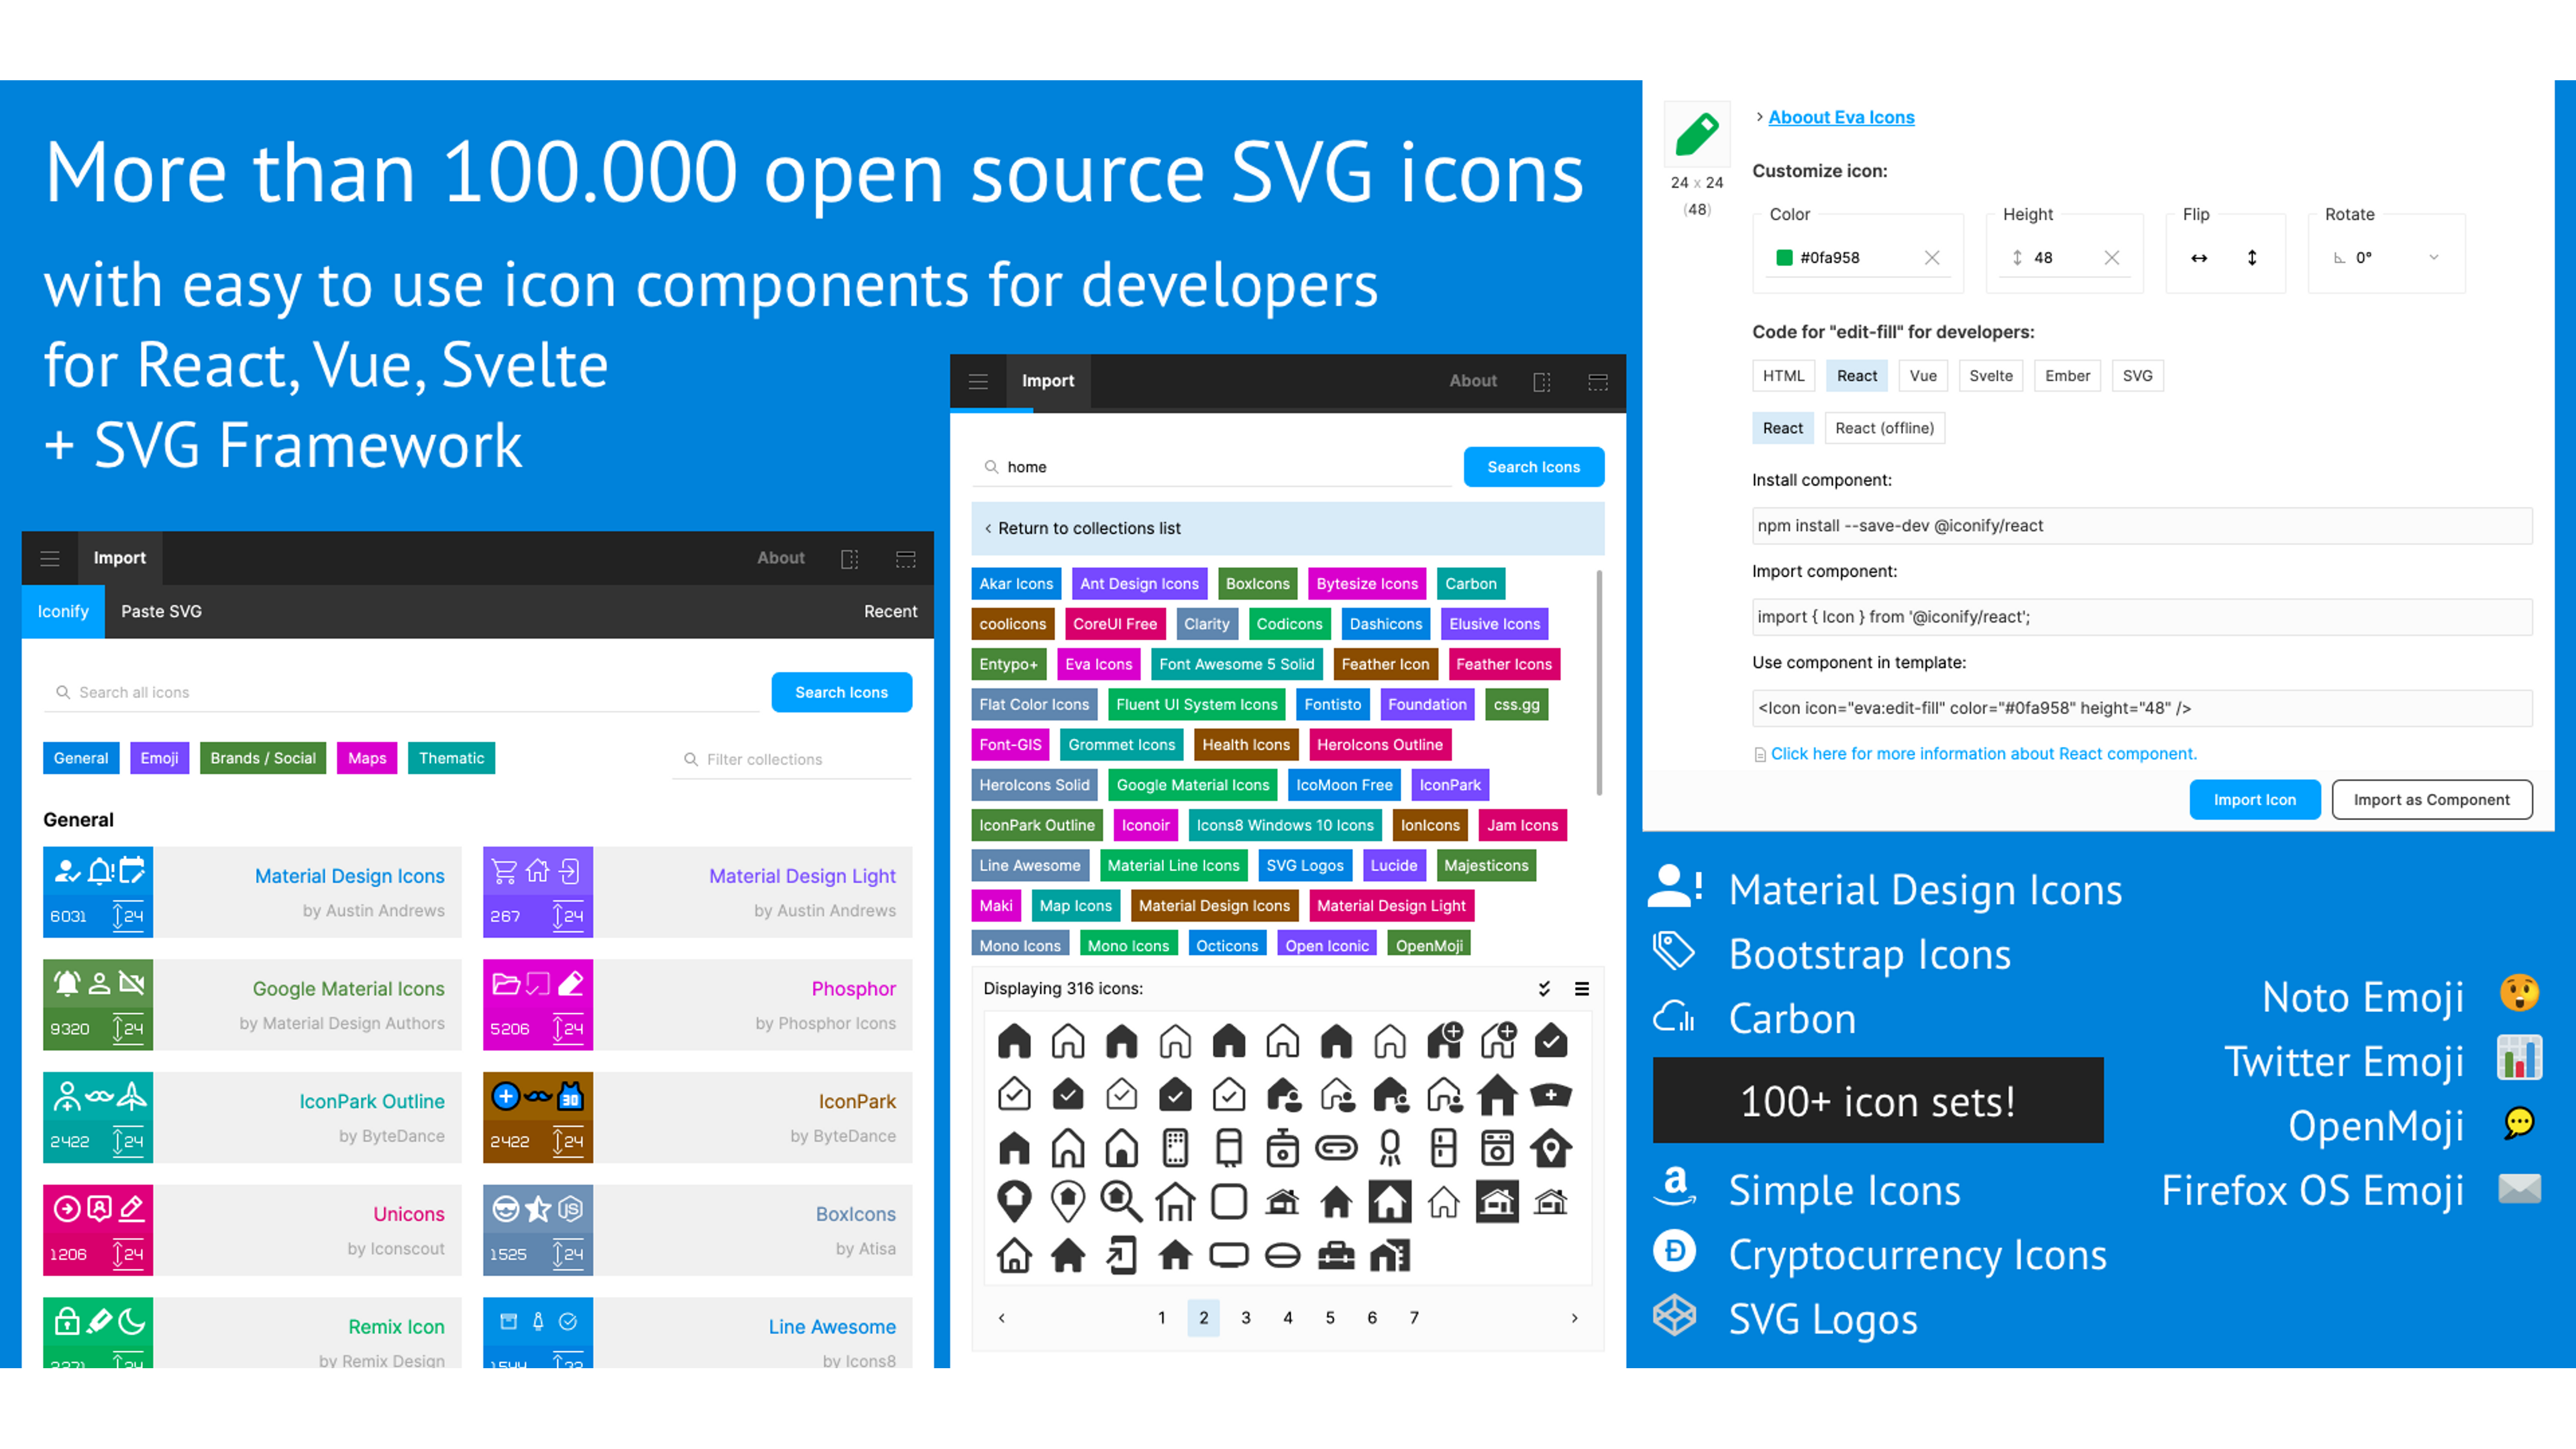 More than 100.000 open source SVG icons
with easy to use icon components for developers
for React, Vue, Svelte
+ SVG Framework
Import
About
Iconify
Paste SVG
Recent
Search all icons
Search Icons
General
Emoji
Brands / Social
Maps
Thematic
Filter collections
General
Material Design Icons
by Austin Andrews
6031
24
Material Design Light
by Austin Andrews
267
24
Google Material Icons
by Material Design Authors
9320
24
Phosphor
by Phosphor Icons
5206
24
IconPark Outline
by ByteDance
2422
24
30
IconPark
by ByteDance
2422
24
Unicons
by Iconscout
1206
24
BoxIcons
by Atisa
1525
24
Remix Icon
by Remix Design
2271
24
Line Awesome
by Icons8
1544
32
Import
About
home
Search Icons
Return to collections list
Akar Icons
Ant Design Icons
BoxIcons
Bytesize Icons
Carbon
coolicons
CoreUI Free
Clarity
Codicons
Dashicons
Elusive Icons
Entypo+
Eva Icons
Font Awesome 5 Solid
Feather Icon
Feather Icons
Flat Color Icons
Fluent UI System Icons
Fontisto
Foundation
css.gg
Font-GIS
Grommet Icons
Health Icons
HeroIcons Outline
HeroIcons Solid
Google Material Icons
IcoMoon Free
IconPark
IconPark Outline
Iconoir
Icons8 Windows 10 Icons
IonIcons
Jam Icons
Line Awesome
Material Line Icons
SVG Logos
Lucide
Majesticons
Maki
Map Icons
Material Design Icons
Material Design Light
Mono Icons
Mono Icons
Octicons
Open Iconic
OpenMoji
Displaying 316 icons:
1 2 3 4 5 6 7
24 x 24
(48)
Aboout Eva Icons
Customize icon:
Color
#0fa958
Height
48
Flip
Rotate
0°
Code for "edit-fill" for developers:
HTML
React
Vue
Svelte
Ember
SVG
React
React (offline)
Install component:
npm install --save-dev @iconify/react
Import component:
import { Icon } from '@iconify/react';
Use component in template:
<Icon icon="eva:edit-fill" color="#0fa958" height="48" />
Click here for more information about React component.
Import Icon
Import as Component
Material Design Icons
Bootstrap Icons
Carbon
100+ icon sets!
Simple Icons
Cryptocurrency Icons
SVG Logos
Noto Emoji
Twitter Emoji
OpenMoji
Firefox OS Emoji